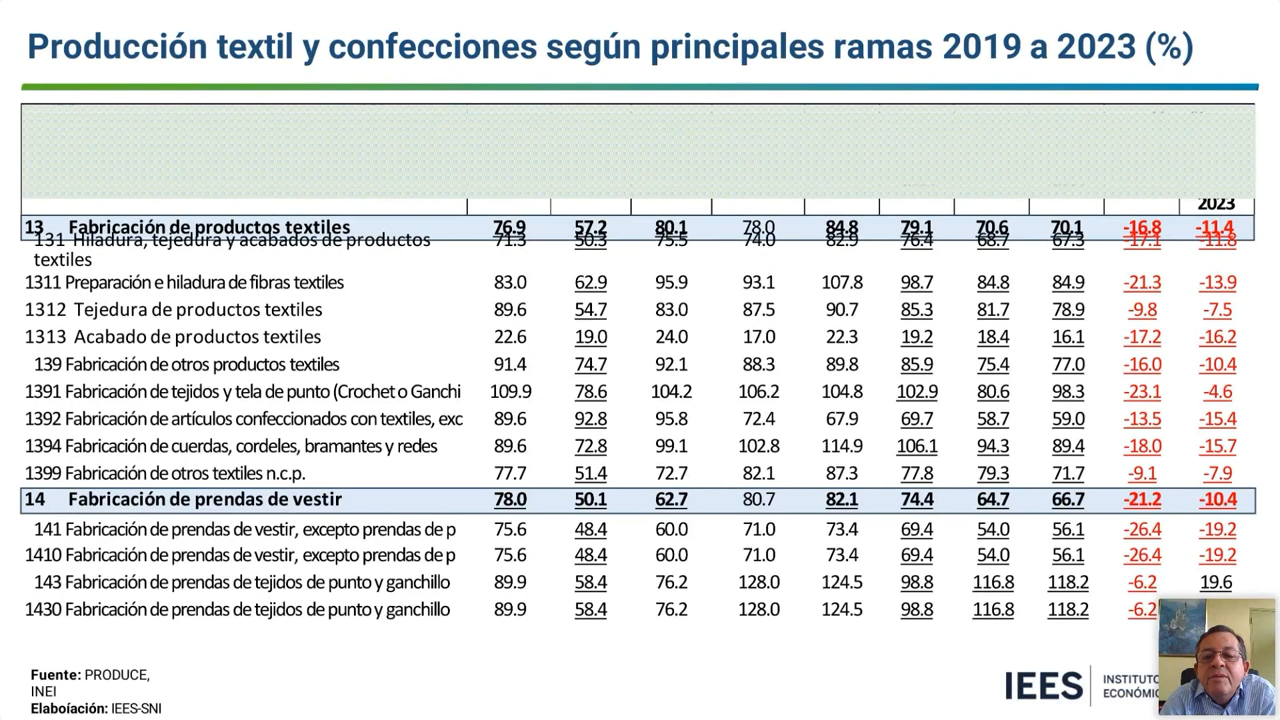 Producción textil y confecciones según principales ramas 2019 a 2023 (%)
2023
13 Fabricación de productos textiles 76.9 57.2 80.1 78.0 84.8 79.1 70.6 70.1 -16.8 -11.4
131 Hiladura, tejedura y acabados de productos 71.3 50.3 75.5 74.0 82.9 76.4 68.7 67.3 -17.1 -11.8
textiles
1311 Preparación e hiladura de fibras textiles 83.0 62.9 95.9 93.1 107.8 98.7 84.8 84.9 -21.3 -13.9
1312 Tejedura de productos textiles 89.6 54.7 83.0 87.5 90.7 85.3 81.7 78.9 -9.8 -7.5
1313 Acabado de productos textiles 22.6 19.0 24.0 17.0 22.3 19.2 18.4 16.1 -17.2 -16.2
139 Fabricación de otros productos textiles 91.4 74.7 92.1 88.3 89.8 85.9 75.4 77.0 -16.0 -10.4
1391 Fabricación de tejidos y tela de punto (Crochet o Ganchi 109.9 78.6 104.2 106.2 104.8 102.9 80.6 98.3 -23.1 -4.6
1392 Fabricación de artículos confeccionados con textiles, exc 89.6 92.8 95.8 72.4 67.9 69.7 58.7 59.0 -13.5 -15.4
1394 Fabricación de cuerdas, cordeles, bramantes y redes 89.6 72.8 99.1 102.8 114.9 106.1 94.3 89.4 -18.0 -15.7
1399 Fabricación de otros textiles n.c.p. 77.7 51.4 72.7 82.1 87.3 77.8 79.3 71.7 -9.1 -7.9
14 Fabricación de prendas de vestir 78.0 50.1 62.7 80.7 82.1 74.4 64.7 66.7 -21.2 -10.4
141 Fabricación de prendas de vestir, excepto prendas de p 75.6 48.4 60.0 71.0 73.4 69.4 54.0 56.1 -26.4 -19.2
1410 Fabricación de prendas de vestir, excepto prendas de p 75.6 48.4 60.0 71.0 73.4 69.4 54.0 56.1 -26.4 -19.2
143 Fabricación de prendas de tejidos de punto y ganchillo 89.9 58.4 76.2 128.0 124.5 98.8 116.8 118.2 -6.2 19.6
1430 Fabricación de prendas de tejidos de punto y ganchillo 89.9 58.4 76.2 128.0 124.5 98.8 116.8 118.2 -6.2
Fuente: PRODUCE,
INEI
Elaboíación: IEES-SNI
IEES
INSTITUTO
ECONÓMIC